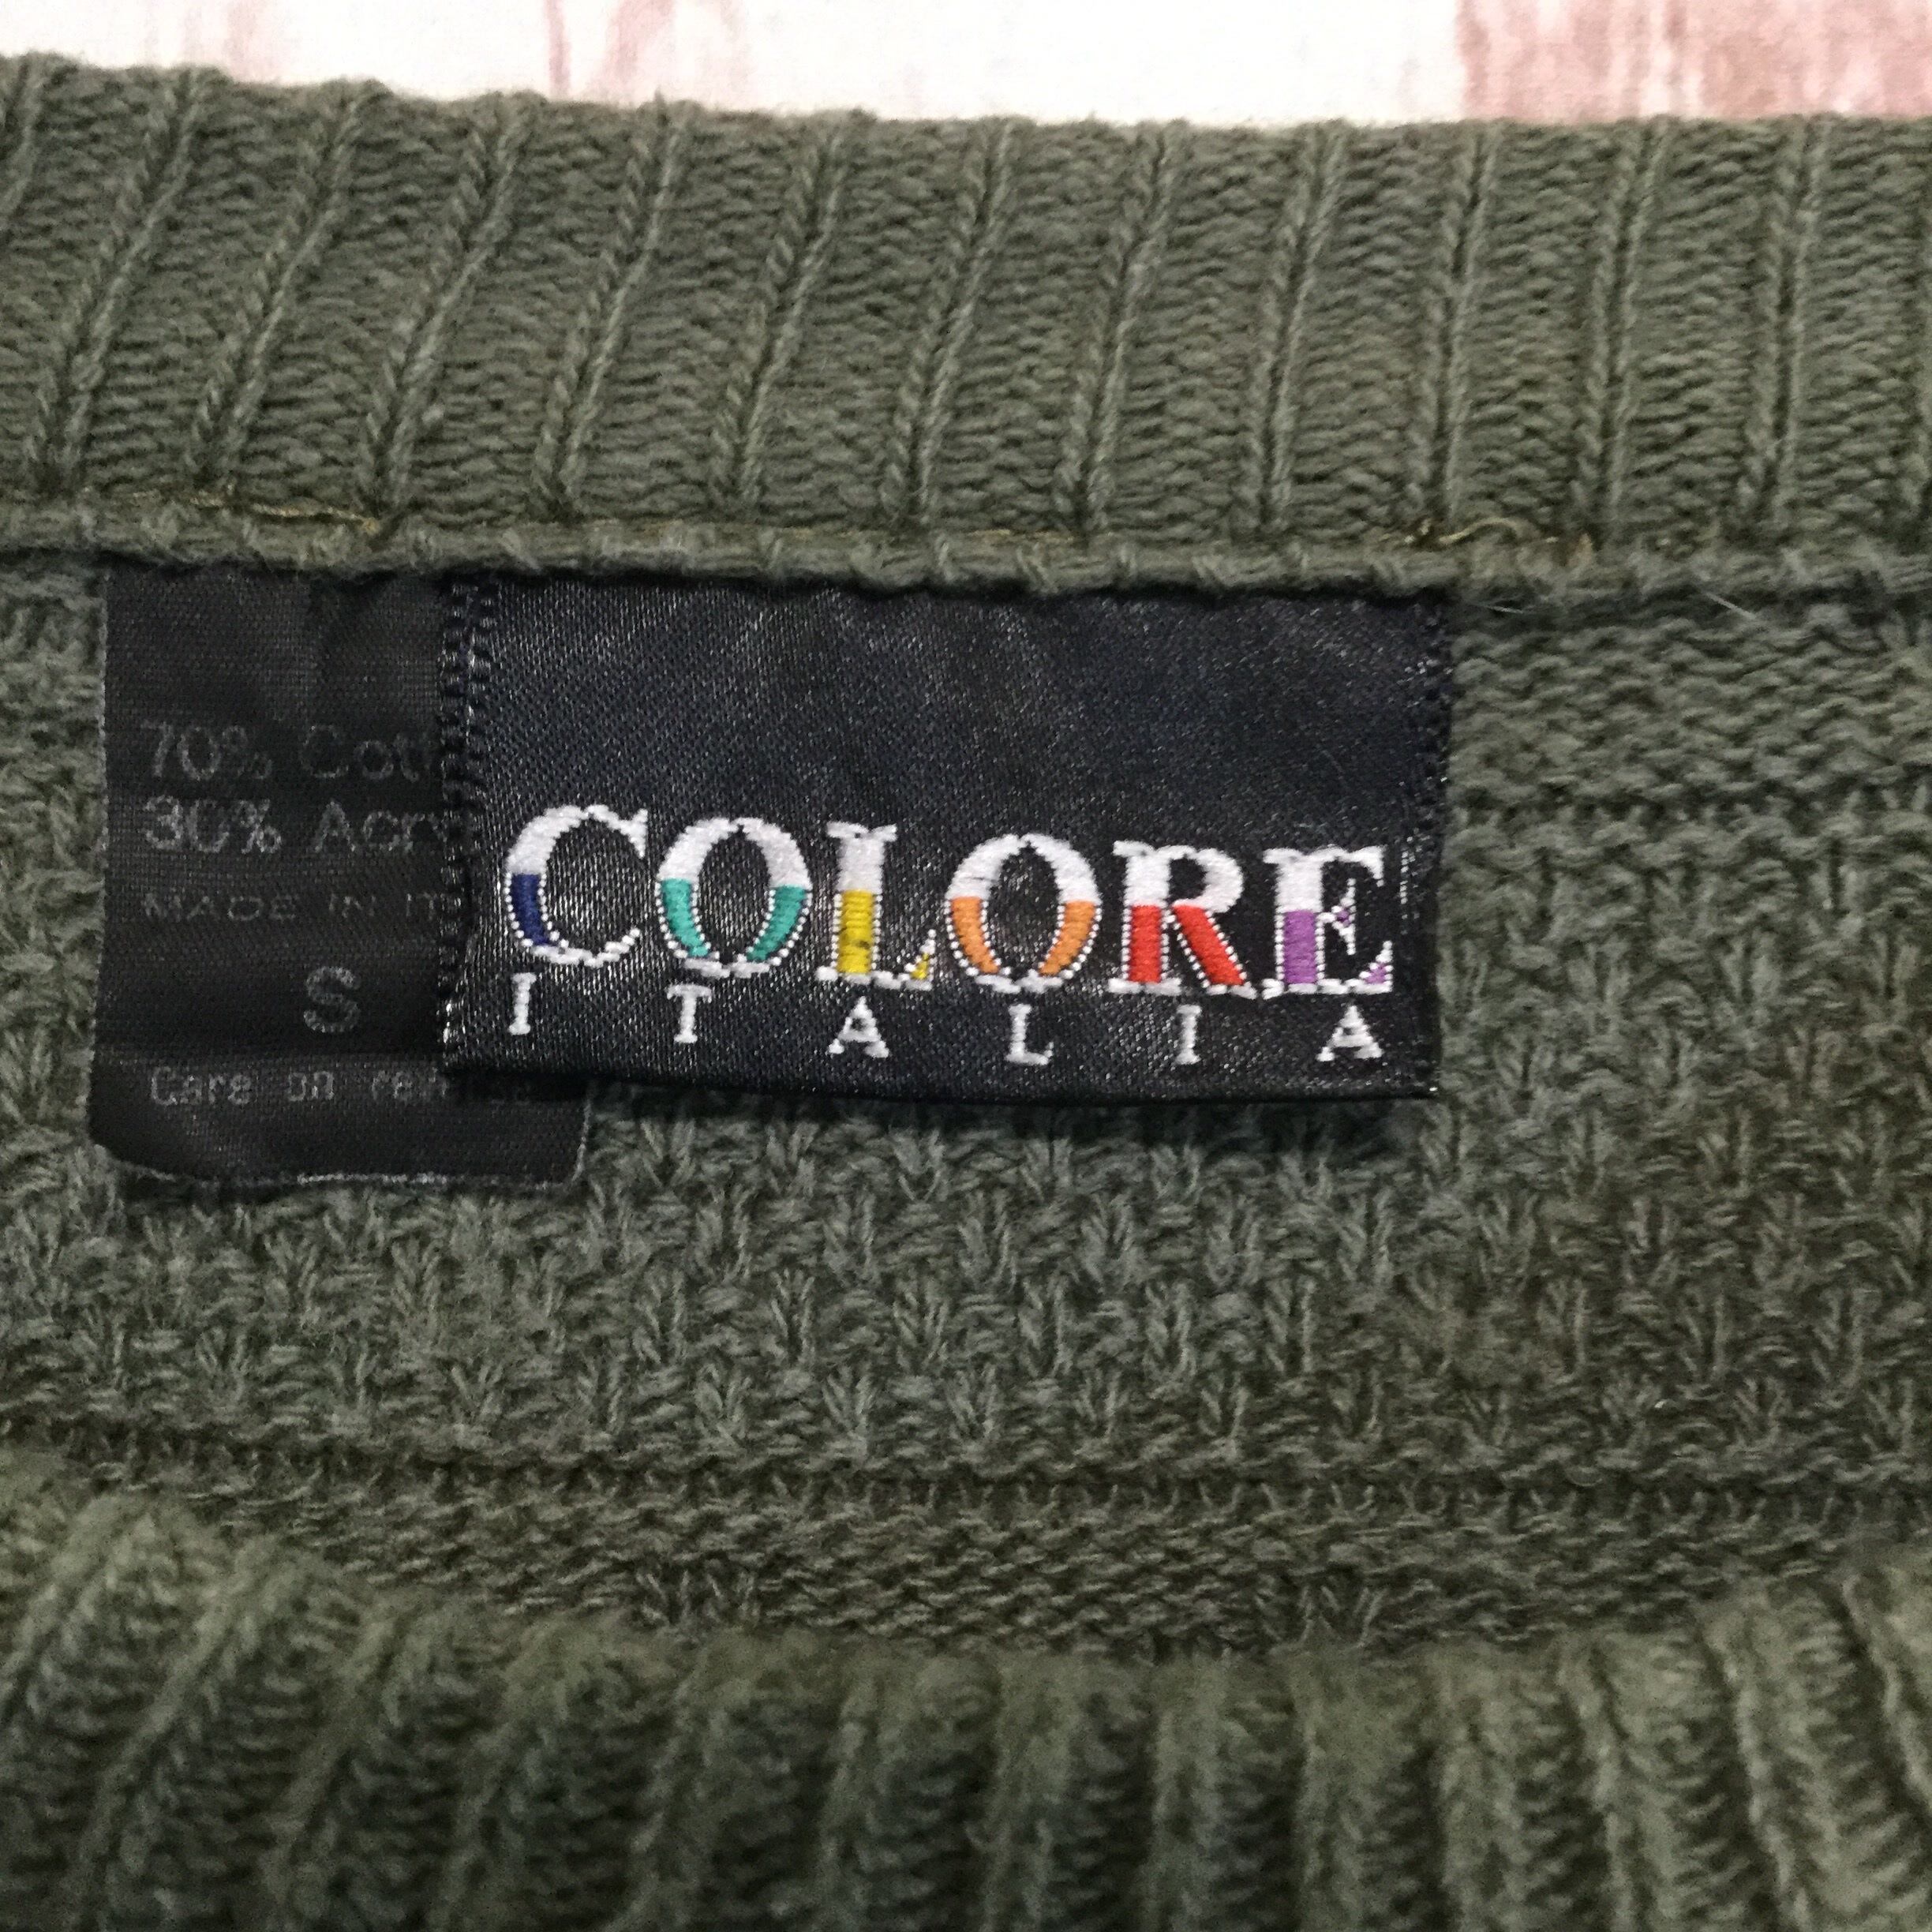 70% Cott
30% Acry
MADE IN IT
S
Care on rev
COLORE
ITALIA